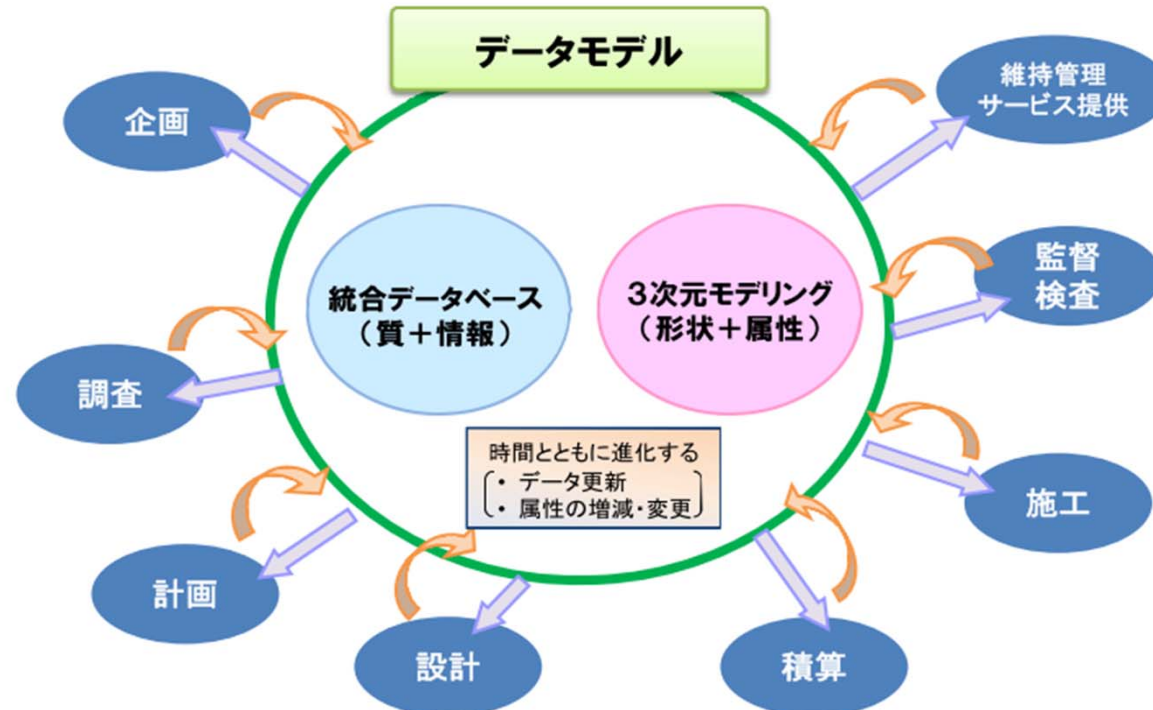 データモデル
企画
維持管理
サービス提供
統合データベース
（質＋情報）
３次元モデリング
（形状＋属性）
監督
検査
調査
時間とともに進化する
・ データ更新
・ 属性の増減・変更
施工
計画
設計
積算